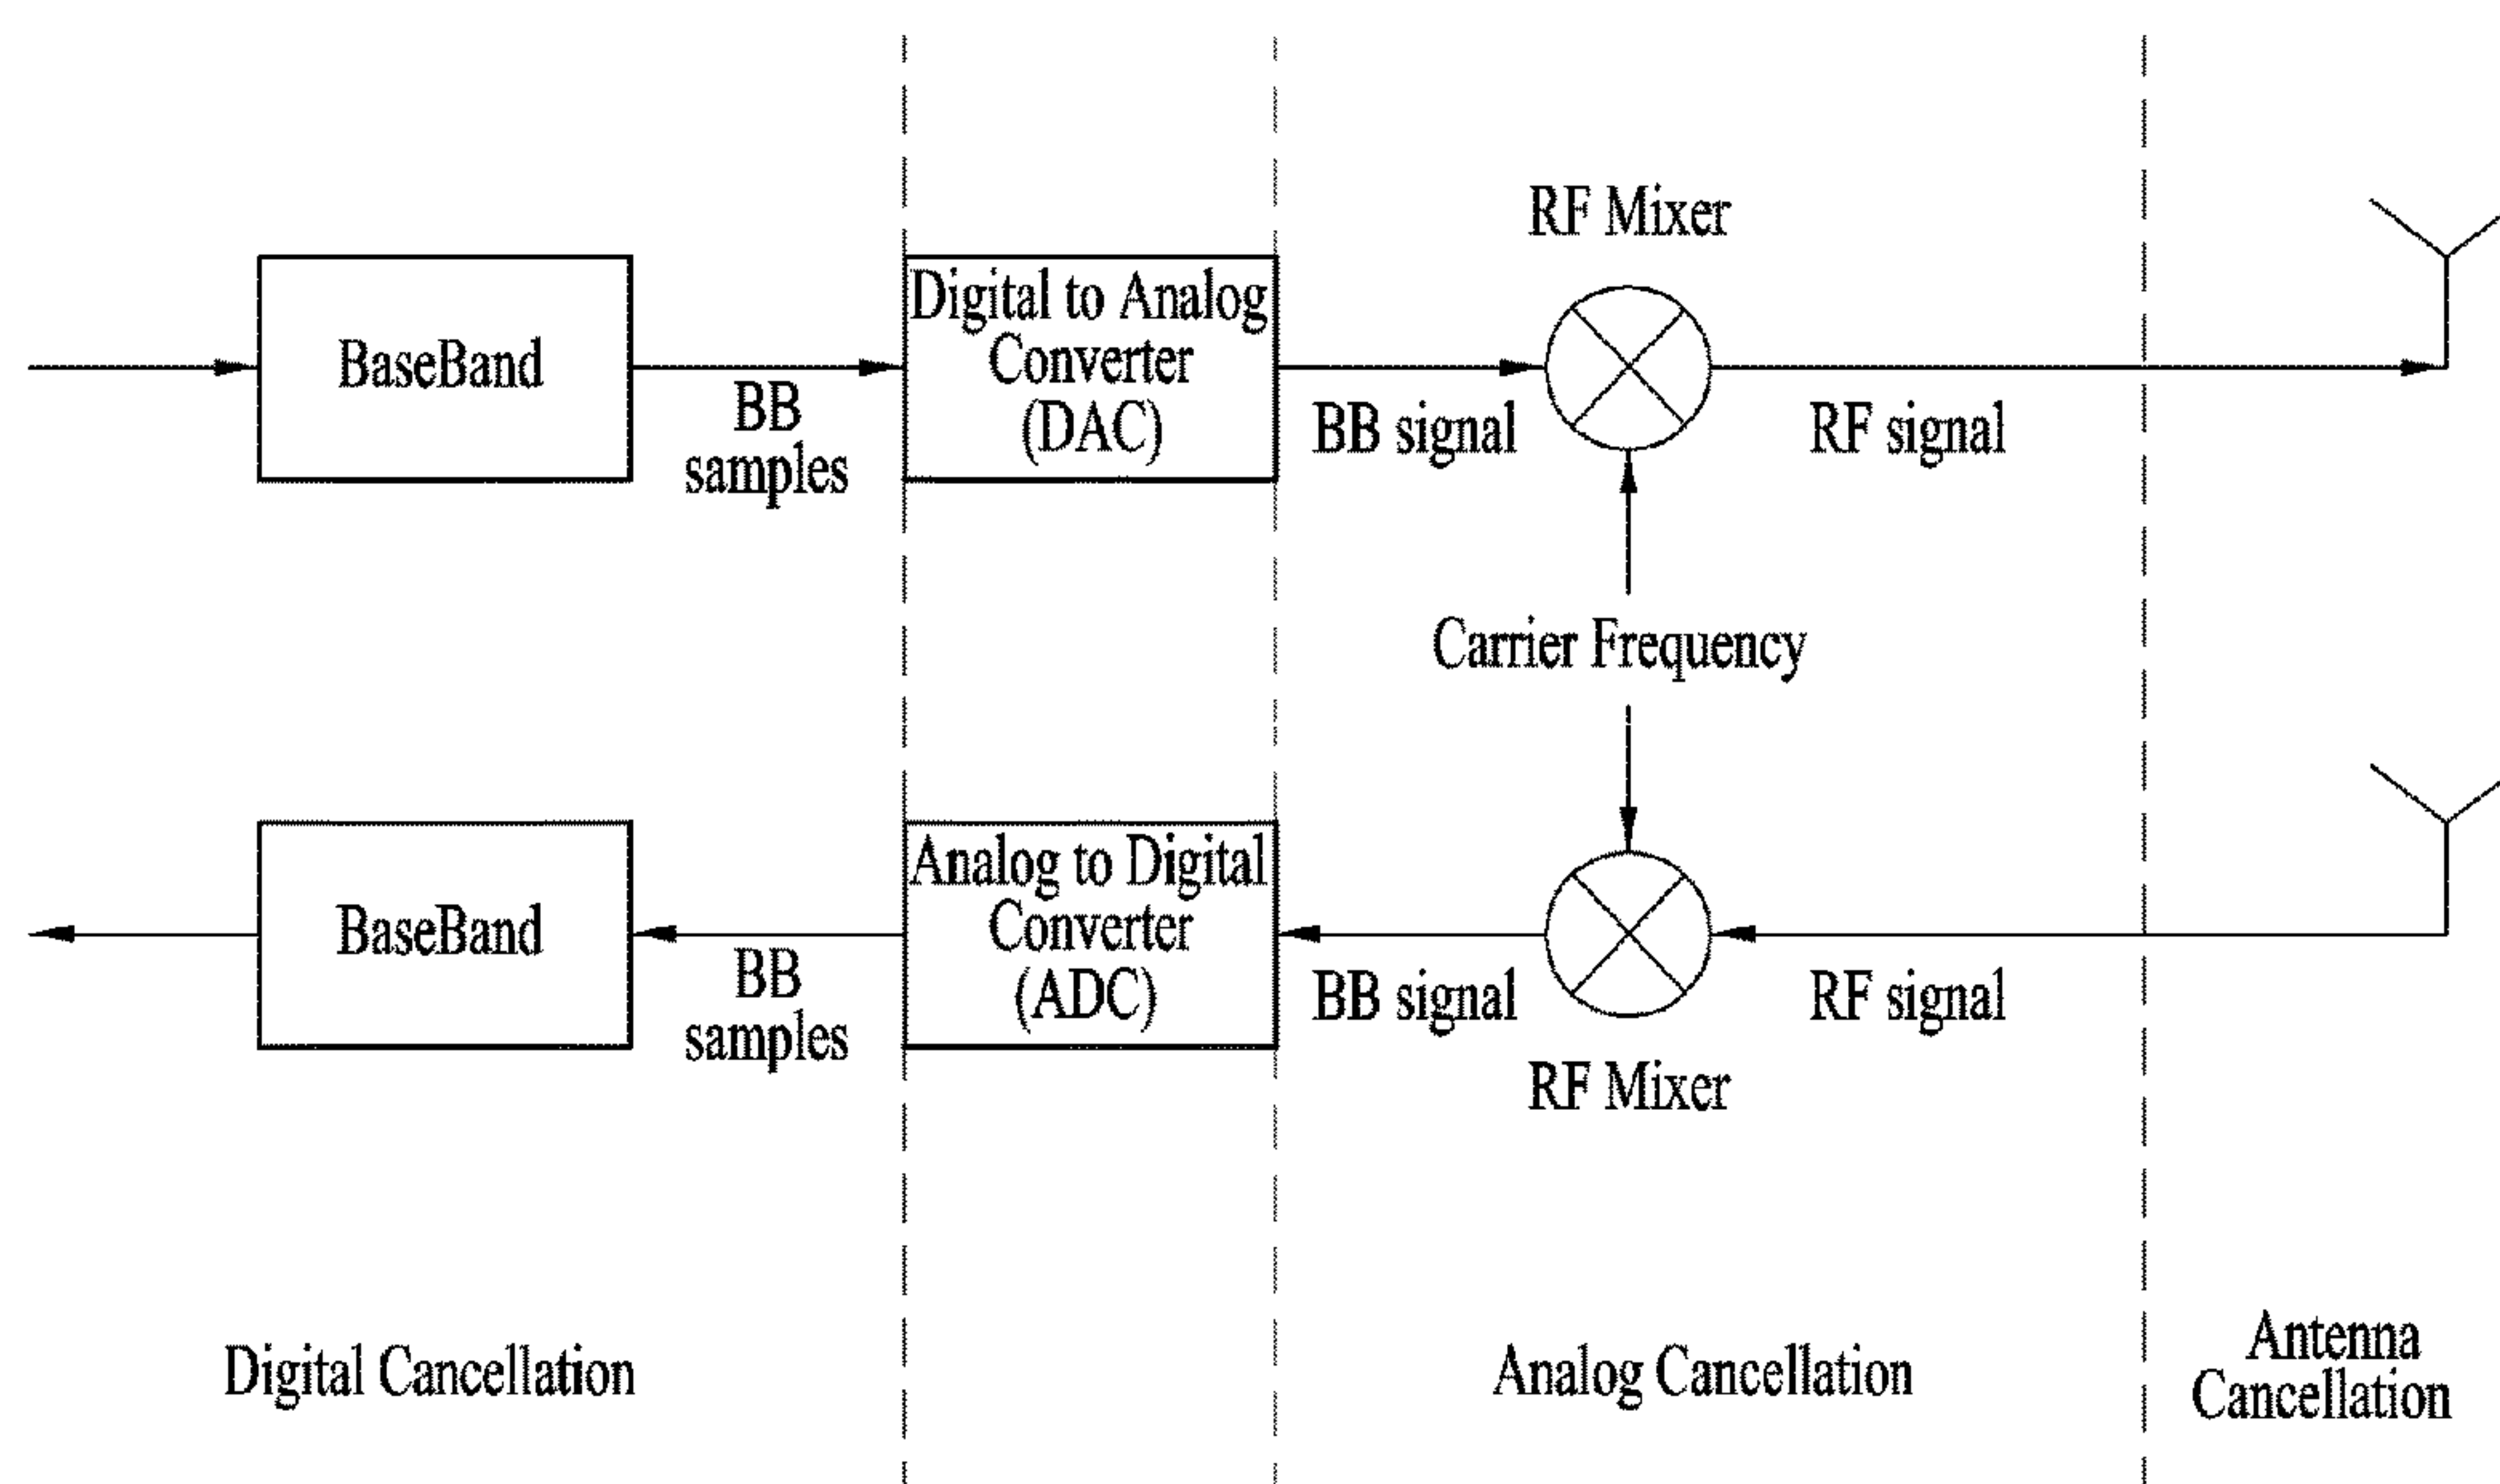 RF Mixer
BaseBand
BB
samples
Digital to Analog
Converter
(DAC)
BB signal
RF signal
Carrier Frequency
BaseBand
BB
samples
Analog to Digital
Converter
(ADC)
BB signal
RF signal
RF Mixer
Digital Cancellation
Analog Cancellation
Antenna
Cancellation